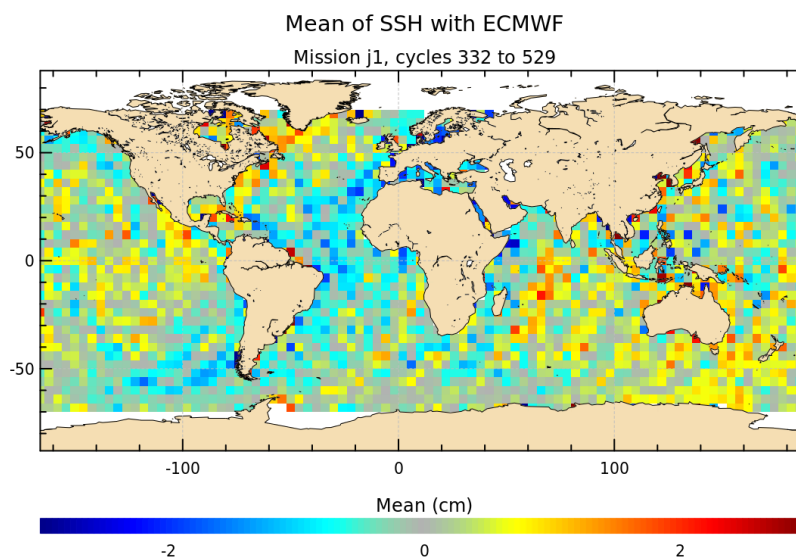 Mean of SSH with ECMWF
Mission j1, cycles 332 to 529
50
0
-50
-100 0 100
Mean (cm)
-2 0 2